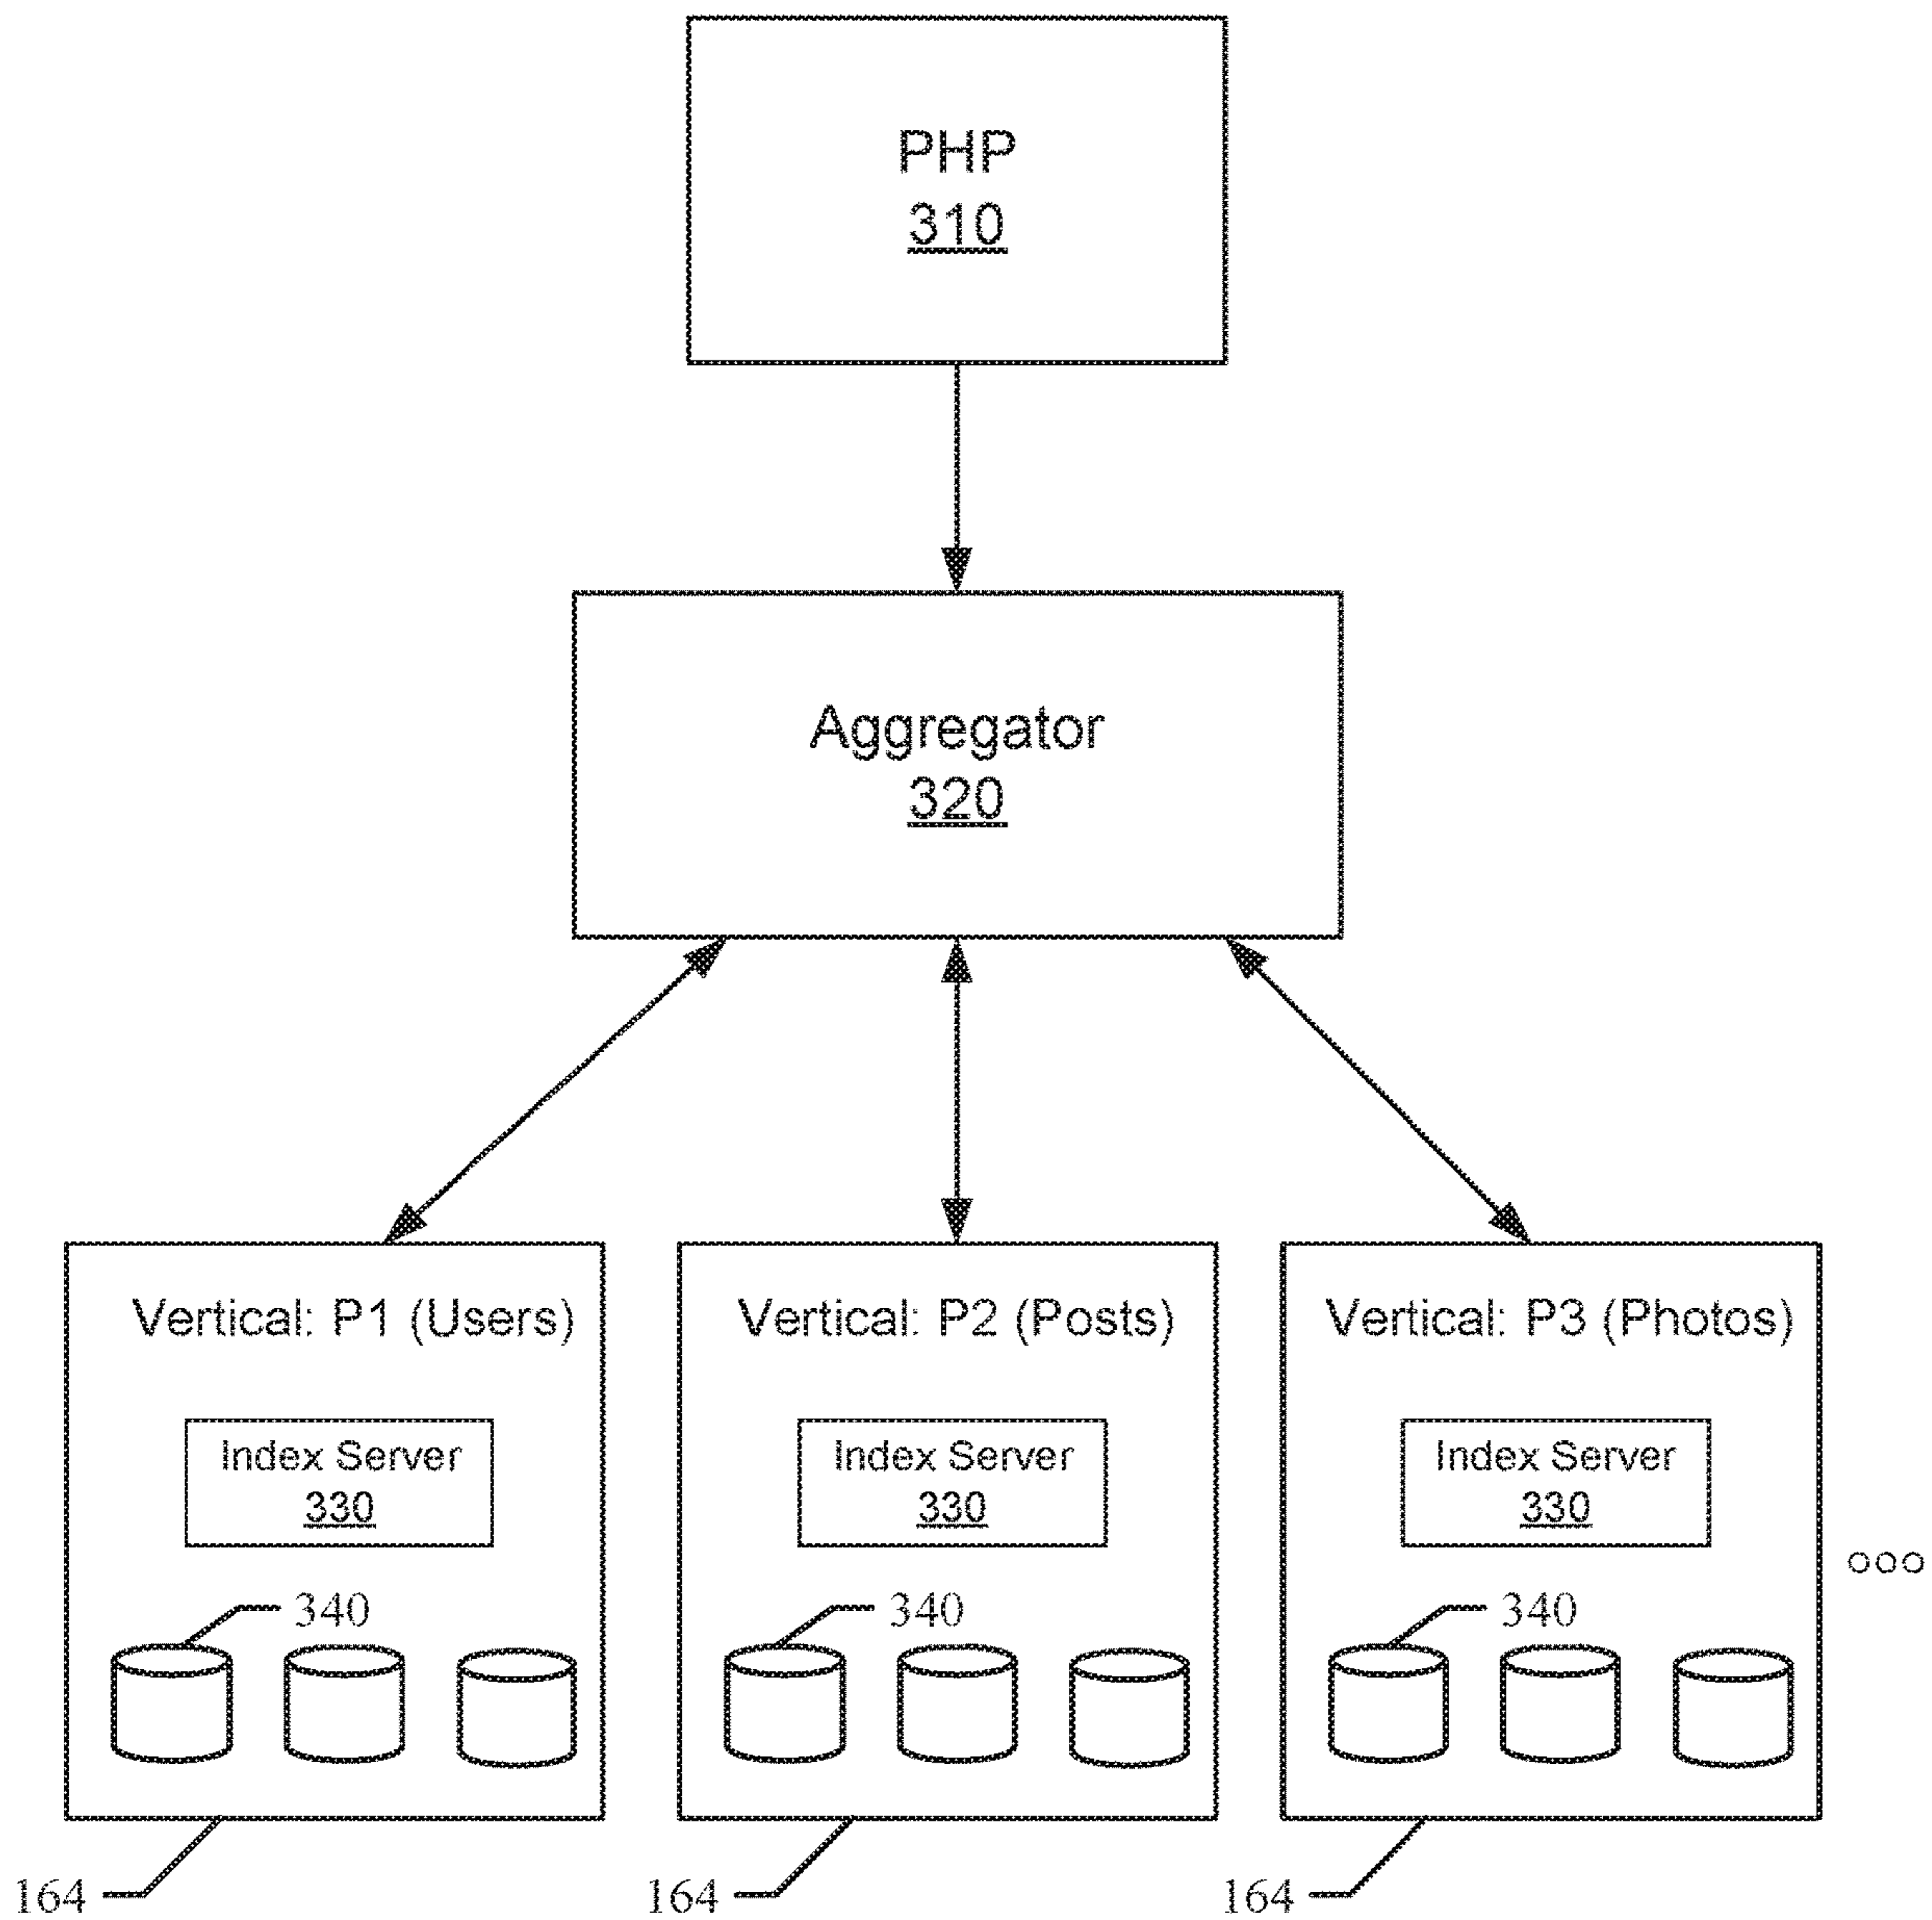 PHP
310
Aggregator
320
Vertical: P1 (Users)
Index Server
330
340
164
Vertical: P2 (Posts)
Index Server
330
340
164
Vertical: P3 (Photos)
Index Server
330
340
164